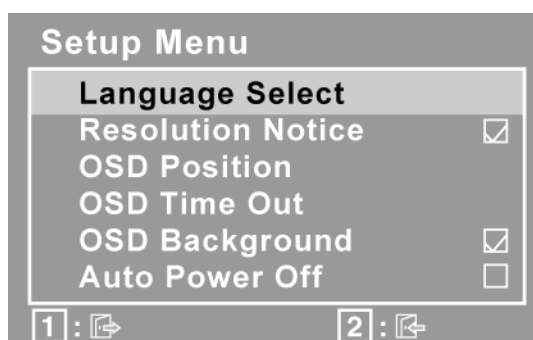 Setup Menu
Language Select
Resolution Notice
OSD Position
OSD Time Out
OSD Background
Auto Power Off
1 : 2 :